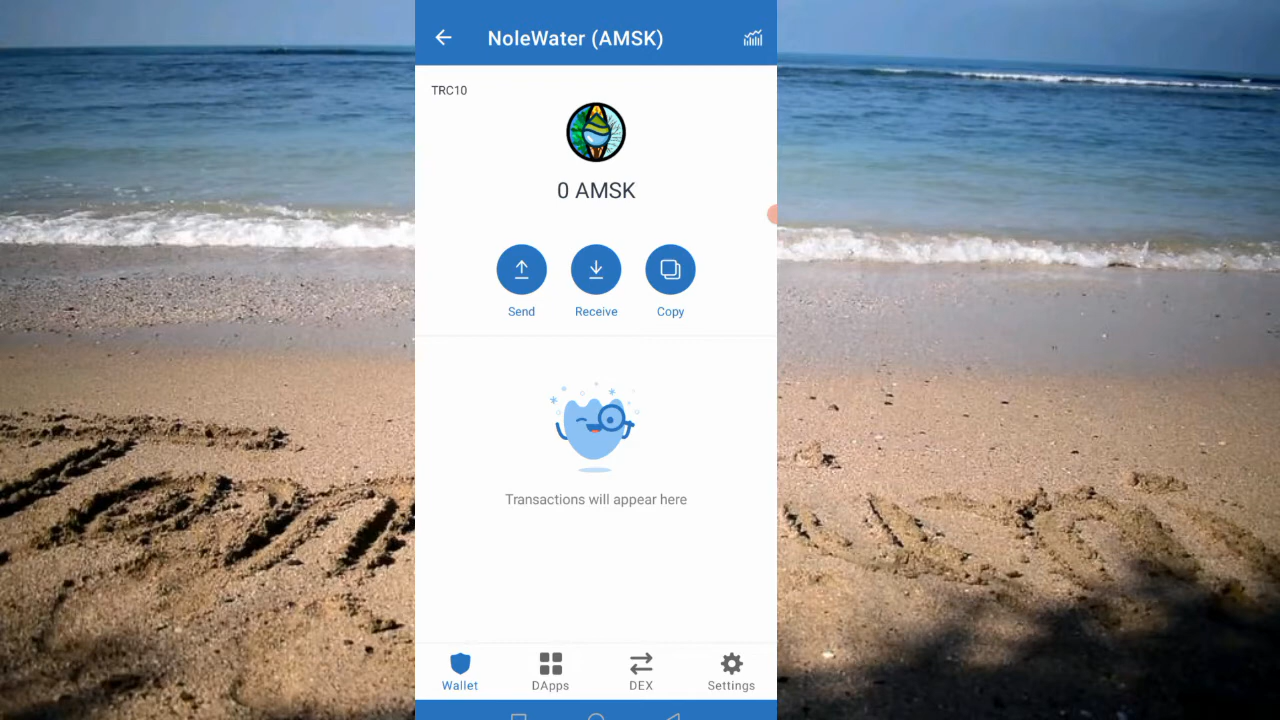 NoleWater (AMSK)
TRC10
0 AMSK
Send Receive Copy
Transactions will appear here
Wallet DApps DEX Settings